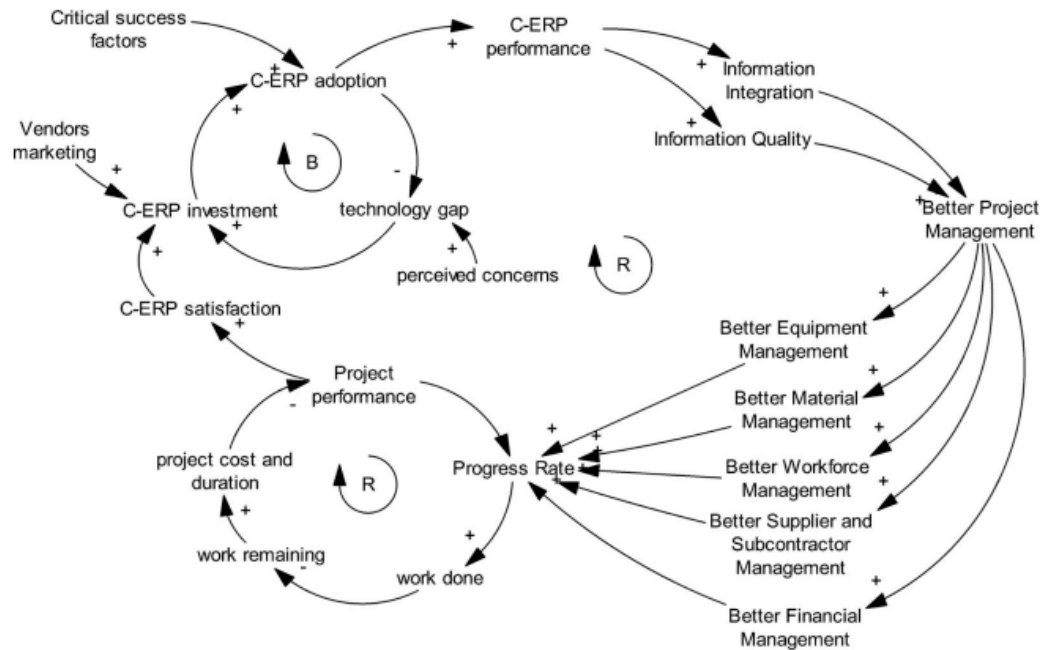 Critical success
factors
C-ERP
performance
C-ERP adoption
Information
Integration
Vendors
marketing
Information Quality
B
C-ERP investment
technology gap
Better Project
Management
perceived concerns
R
C-ERP satisfaction
Better Equipment
Management
Project
performance
Better Material
Management
project cost and
duration
R
Progress Rate
Better Workforce
Management
Better Supplier and
Subcontractor
Management
work remaining
work done
Better Financial
Management